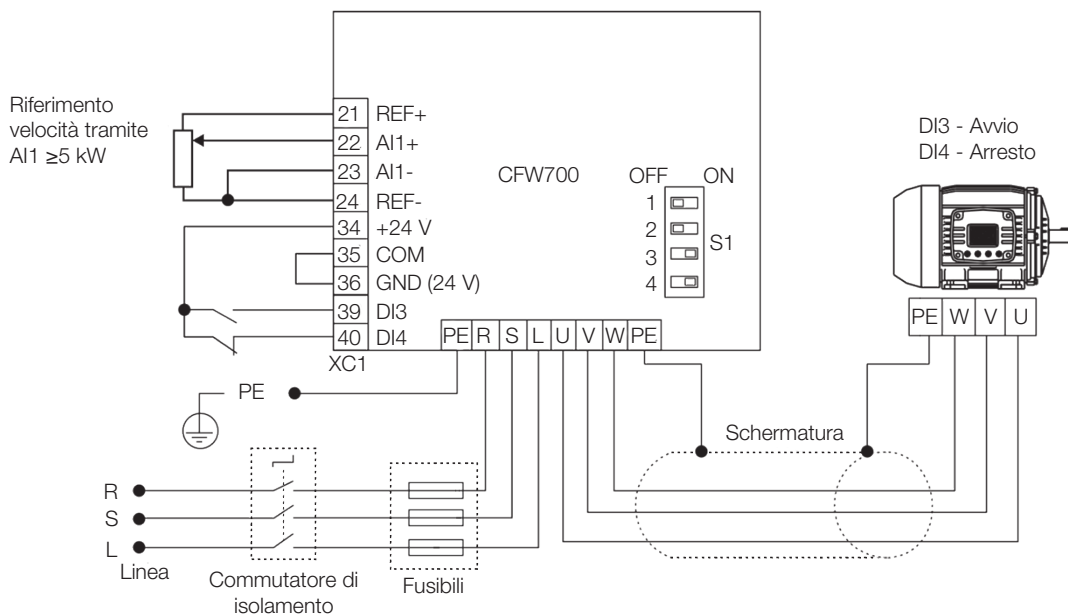 Riferimento
velocità tramite
AI1 ≥5 kW
21 REF+
22 AI1+
23 AI1-
24 REF-
34 +24 V
35 COM
36 GND (24 V)
39 DI3
40 DI4
XC1
CFW700
OFF ON
1
2
3
4
S1
DI3 - Avvio
DI4 - Arresto
PE R S L U V W PE
PE W V U
PE
Schermatura
R
S
L
Linea
Commutatore di
isolamento
Fusibili